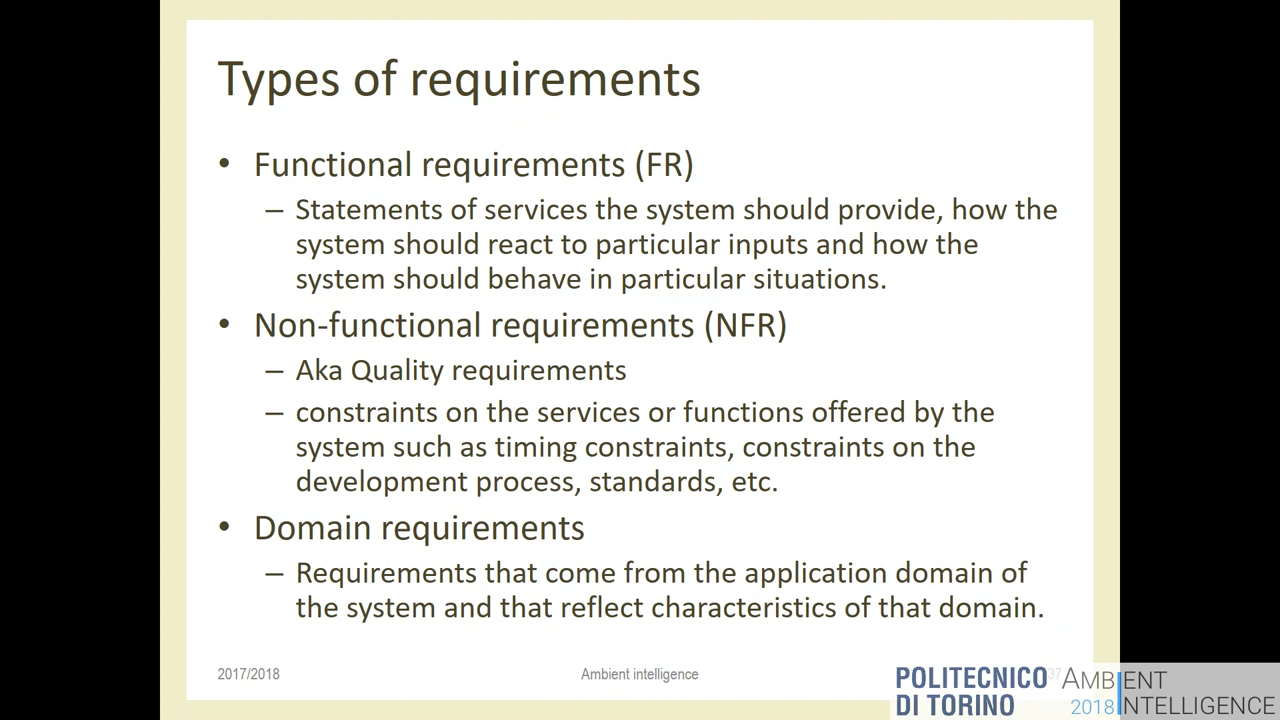 Types of requirements
• Functional requirements (FR)
– Statements of services the system should provide, how the
system should react to particular inputs and how the
system should behave in particular situations.
• Non-functional requirements (NFR)
– Aka Quality requirements
– constraints on the services or functions offered by the
system such as timing constraints, constraints on the
development process, standards, etc.
• Domain requirements
– Requirements that come from the application domain of
the system and that reflect characteristics of that domain.
2017/2018
Ambient intelligence
37
POLITECNICO
DI TORINO
AMBIENT
2018 INTELLIGENCE